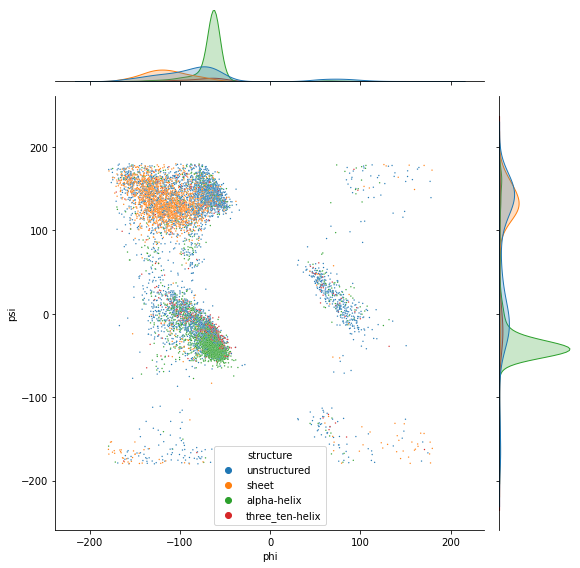 200
100
0
−100
−200
psi
−200
−100
0
100
200
phi
structure
unstructured
sheet
alpha-helix
three_ten-helix